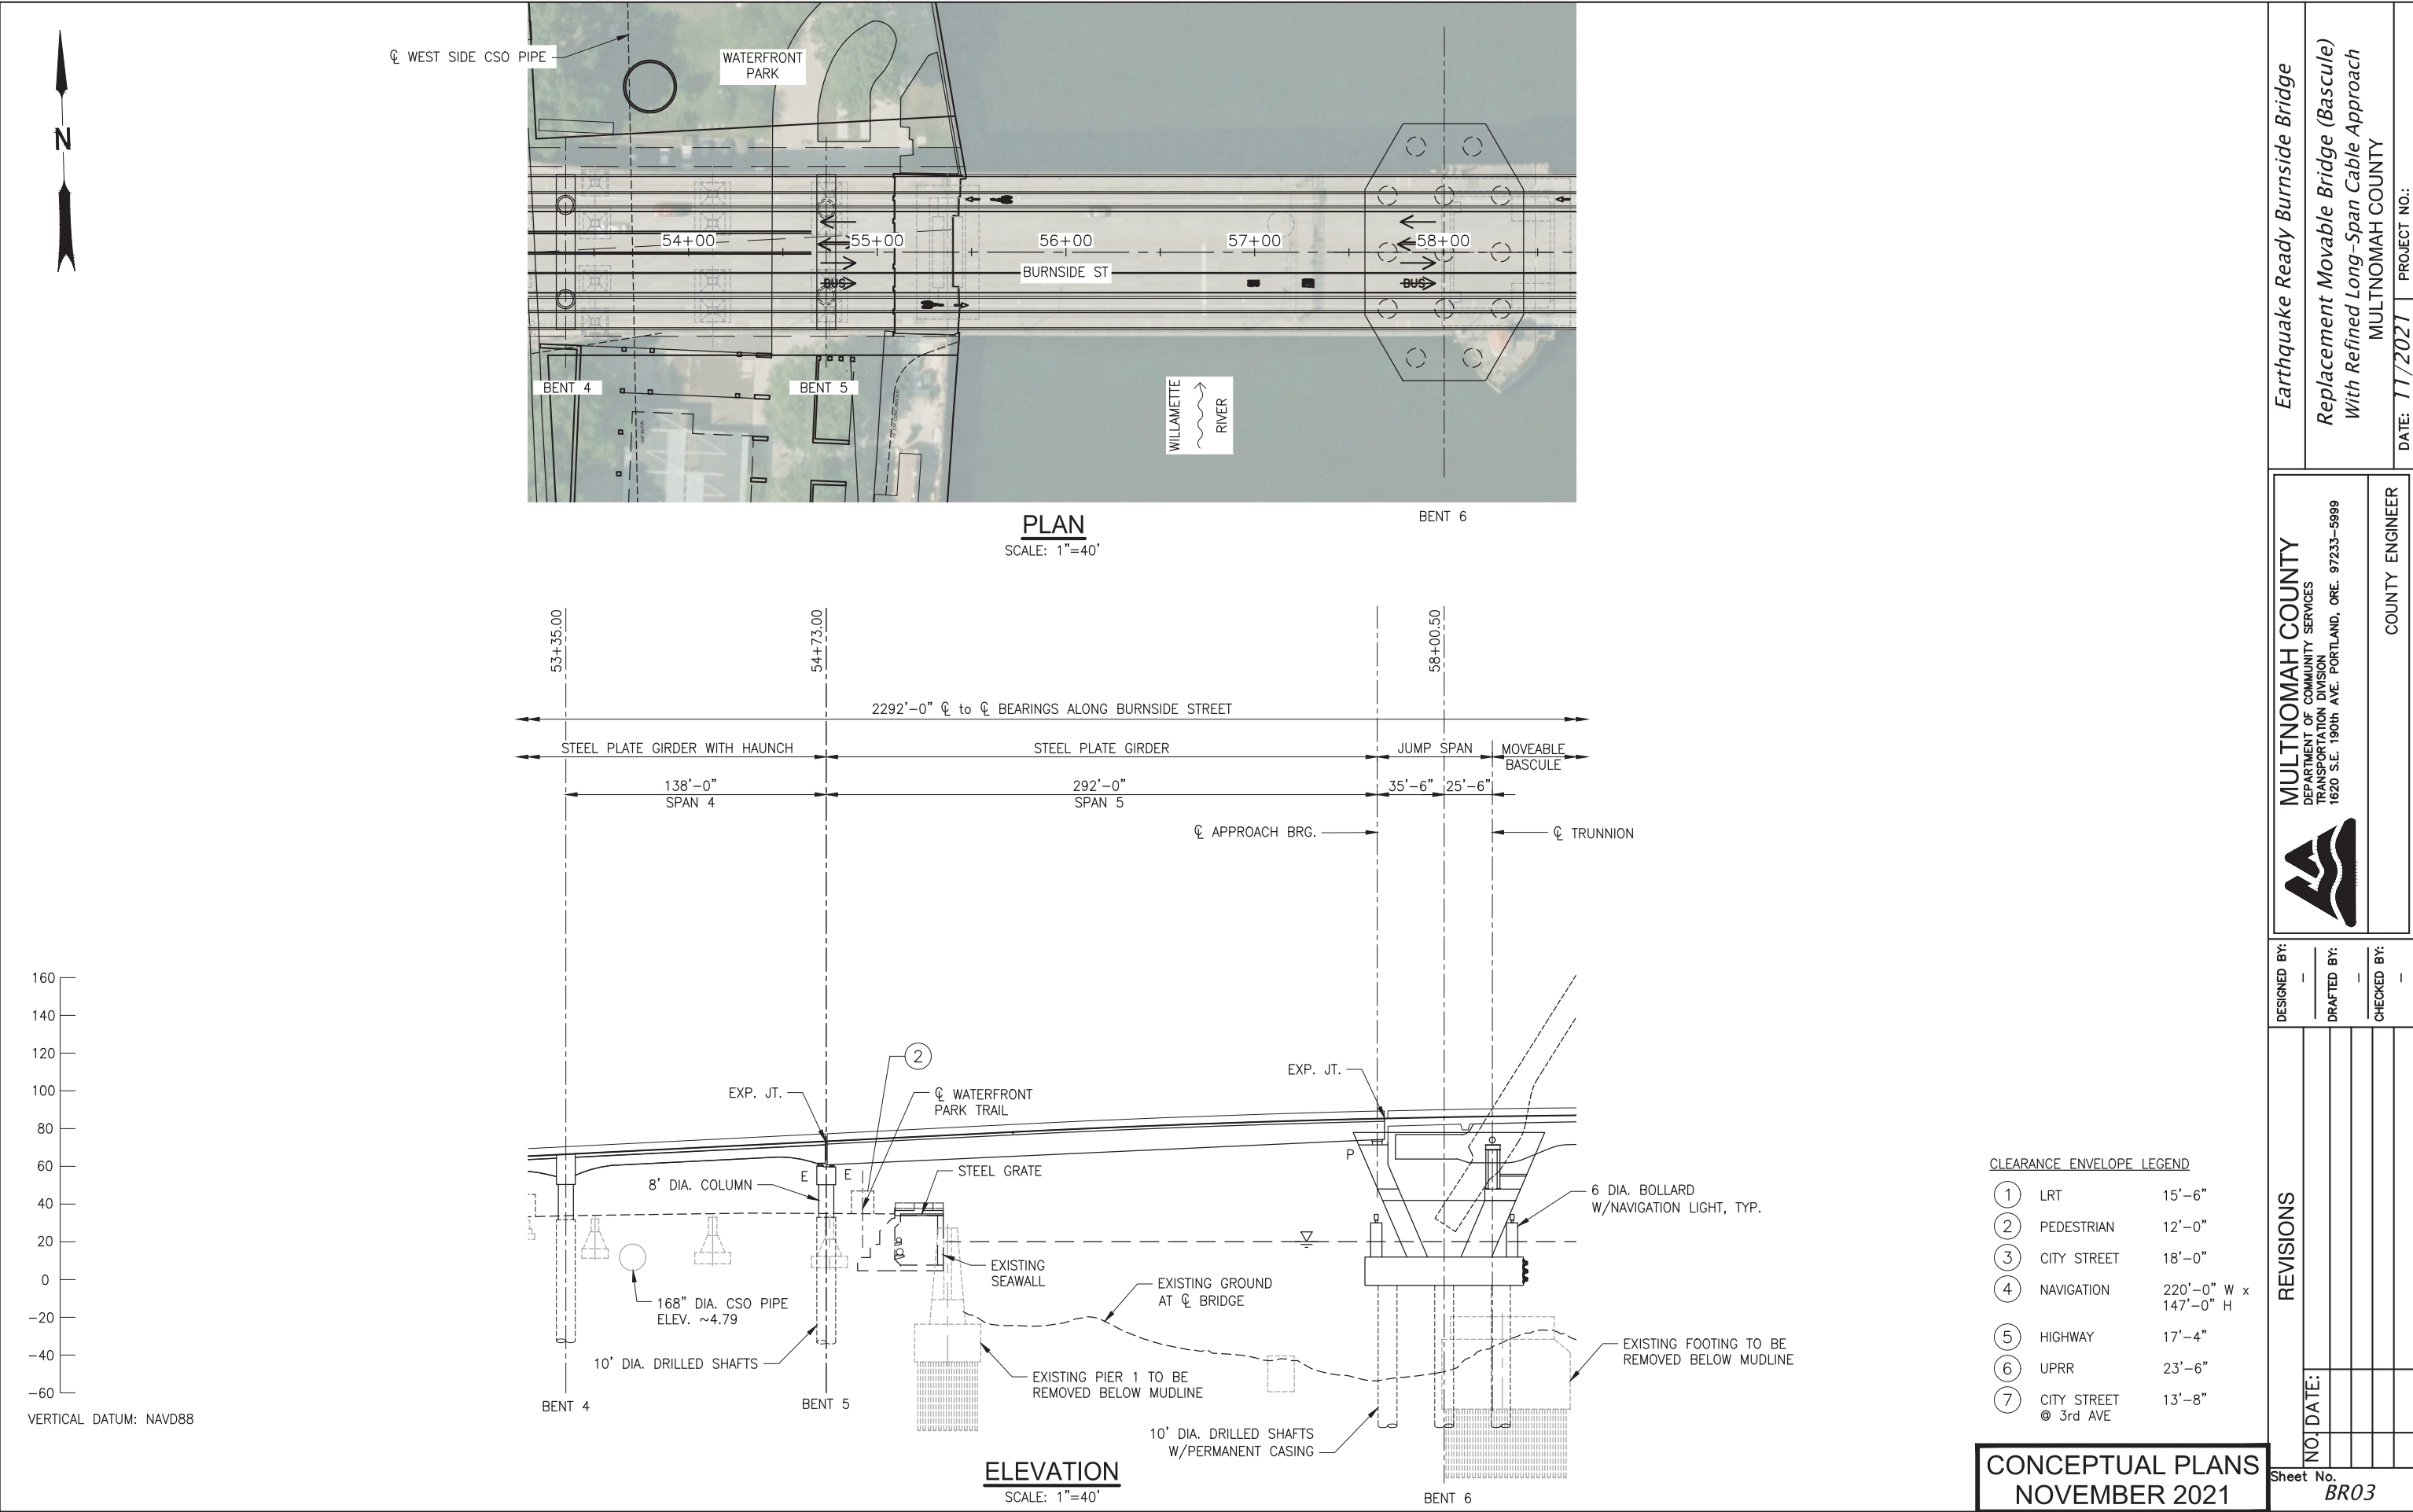 ℄ WEST SIDE CSO PIPE
WATERFRONT
PARK
N
54+00
55+00
56+00
57+00
58+00
BURNSIDE ST
BUS
BUS
BENT 4
BENT 5
WILLAMETTE
RIVER
BENT 6
PLAN
SCALE: 1"=40'
53+35.00
54+73.00
58+00.50
2292'-0" ℄ to ℄ BEARINGS ALONG BURNSIDE STREET
STEEL PLATE GIRDER WITH HAUNCH
STEEL PLATE GIRDER
JUMP SPAN
MOVEABLE
BASCULE
138'-0"
SPAN 4
292'-0"
SPAN 5
35'-6"
25'-6"
℄ APPROACH BRG.
℄ TRUNNION
160
140
120
100
80
60
40
20
0
-20
-40
-60
VERTICAL DATUM: NAVD88
2
EXP. JT.
℄ WATERFRONT
PARK TRAIL
EXP. JT.
E
E
P
8' DIA. COLUMN
STEEL GRATE
6 DIA. BOLLARD
W/NAVIGATION LIGHT, TYP.
EXISTING
SEAWALL
168" DIA. CSO PIPE
ELEV. ~4.79
EXISTING GROUND
AT ℄ BRIDGE
10' DIA. DRILLED SHAFTS
EXISTING PIER 1 TO BE
REMOVED BELOW MUDLINE
EXISTING FOOTING TO BE
REMOVED BELOW MUDLINE
10' DIA. DRILLED SHAFTS
W/PERMANENT CASING
BENT 4
BENT 5
BENT 6
ELEVATION
SCALE: 1"=40'
CLEARANCE ENVELOPE LEGEND
1 LRT 15'-6"
2 PEDESTRIAN 12'-0"
3 CITY STREET 18'-0"
4 NAVIGATION 220'-0" W x
147'-0" H
5 HIGHWAY 17'-4"
6 UPRR 23'-6"
7 CITY STREET 13'-8"
@ 3rd AVE
CONCEPTUAL PLANS
NOVEMBER 2021
Earthquake Ready Burnside Bridge
Replacement Movable Bridge (Bascule)
With Refined Long-Span Cable Approach
MULTNOMAH COUNTY
DATE: 11/2021 PROJECT NO.:
MULTNOMAH COUNTY
DEPARTMENT OF COMMUNITY SERVICES
TRANSPORTATION DIVISION
1620 S.E. 190th AVE. PORTLAND, ORE. 97233-5999
COUNTY ENGINEER
DESIGNED BY:
-
DRAFTED BY:
-
CHECKED BY:
-
REVISIONS
NO. DATE:
Sheet No.
BR03